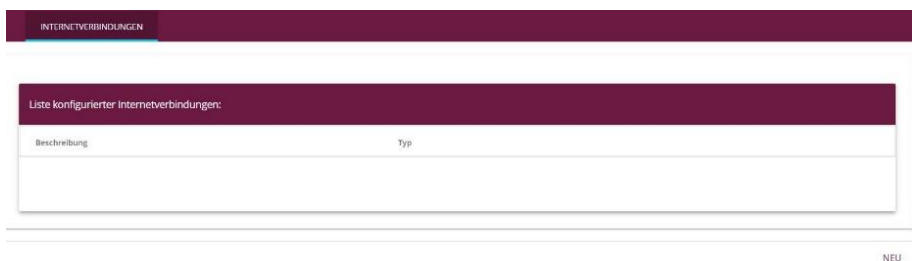 INTERNETVERBINDUNGEN
Liste konfigurierter Internetverbindungen:
Beschreibung Typ
NEU